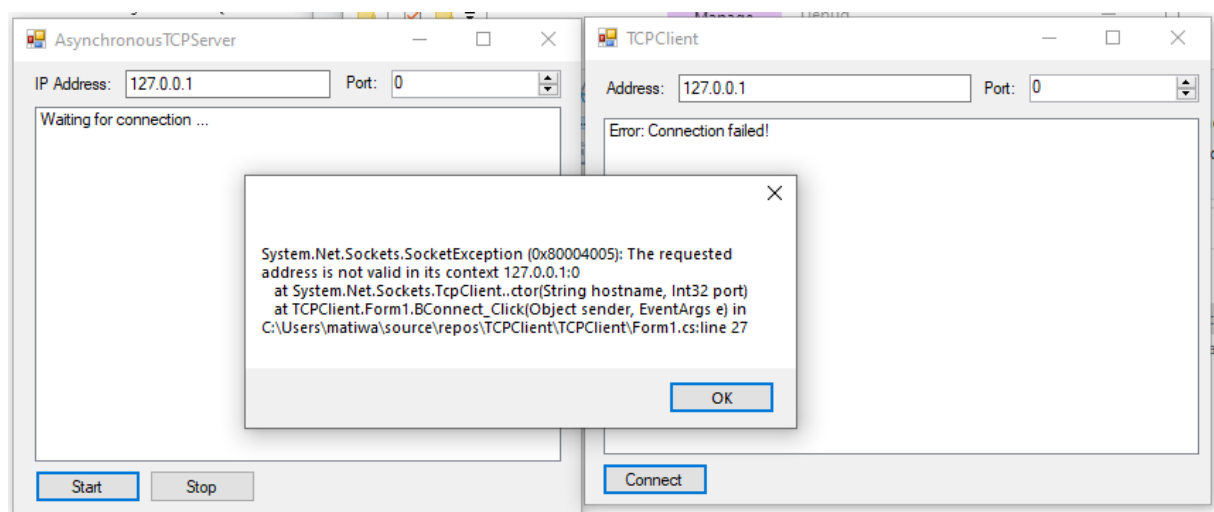 Manage
AsynchronousTCPServer
IP Address: 127.0.0.1 Port: 0
Waiting for connection ...
Start Stop
TCPClient
Address: 127.0.0.1 Port: 0
Error: Connection failed!
Connect
System.Net.Sockets.SocketException (0x80004005): The requested
address is not valid in its context 127.0.0.1:0
at System.Net.Sockets.TcpClient..ctor(String hostname, Int32 port)
at TCPClient.Form1.BConnect_Click(Object sender, EventArgs e) in
C:\Users\matiwa\source\repos\TCPClient\TCPClient\Form1.cs:line 27
OK